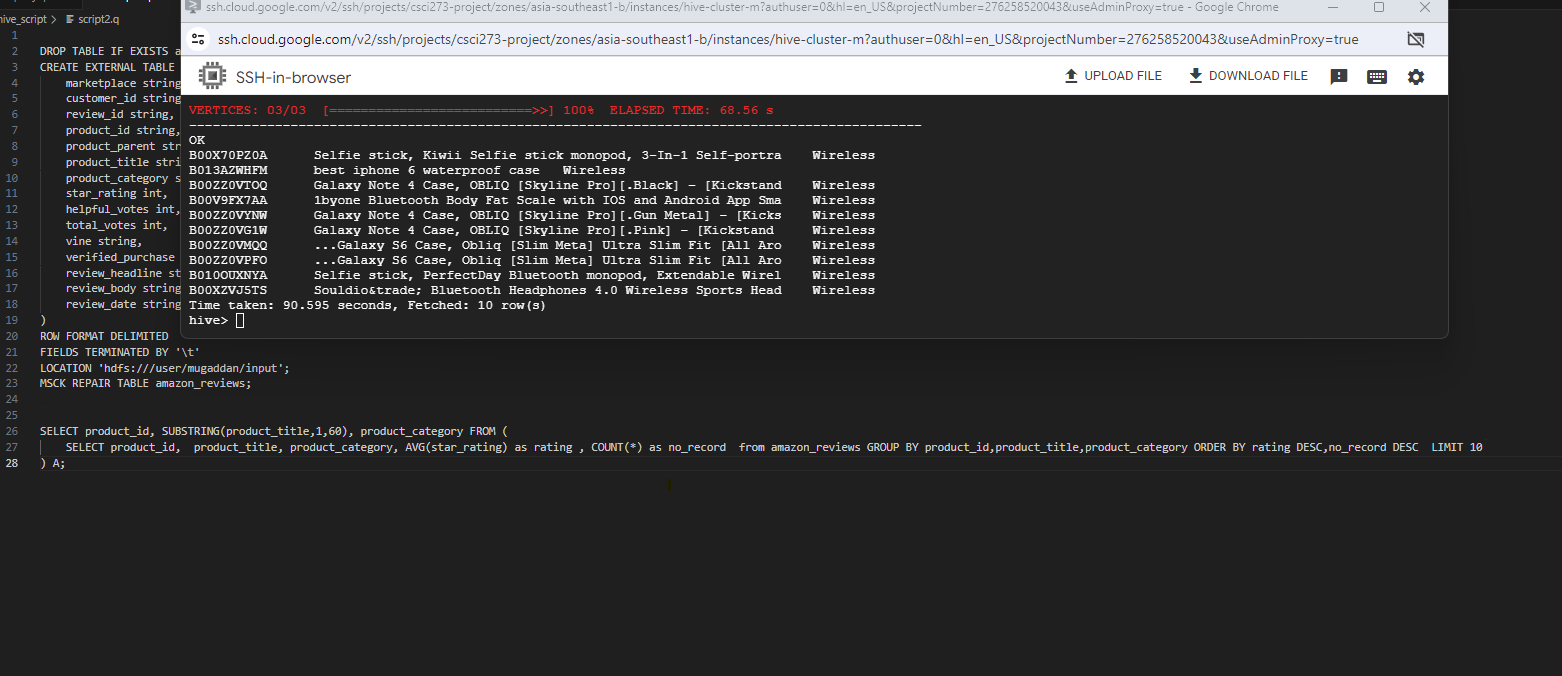 ssh.cloud.google.com/v2/ssh/projects/csci273-project/zones/asia-southeast1-b/instances/hive-cluster-m?authuser=0&hl=en_US&projectNumber=276258520043&useAdminProxy=true - Google Chrome
ssh.cloud.google.com/v2/ssh/projects/csci273-project/zones/asia-southeast1-b/instances/hive-cluster-m?authuser=0&hl=en_US&projectNumber=276258520043&useAdminProxy=true
SSH-in-browser
UPLOAD FILE
DOWNLOAD FILE
VERTICES: 03/03 [==========================>>] 100% ELAPSED TIME: 68.56 s
----------------------------------------------------------------------------------------------
OK
B00X70PZ0A Selfie stick, Kiwii Selfie stick monopod, 3-In-1 Self-portra Wireless
B013AZWHFM best iphone 6 waterproof case Wireless
B00ZZ0VTOQ Galaxy Note 4 Case, OBLIQ [Skyline Pro][.Black] - [Kickstand Wireless
B00V9FX7AA 1byone Bluetooth Body Fat Scale with IOS and Android App Sma Wireless
B00ZZ0VYNW Galaxy Note 4 Case, OBLIQ [Skyline Pro][.Gun Metal] - [Kicks Wireless
B00ZZ0VG1W Galaxy Note 4 Case, OBLIQ [Skyline Pro][.Pink] - [Kickstand Wireless
B00ZZ0VMQQ ...Galaxy S6 Case, Obliq [Slim Meta] Ultra Slim Fit [All Aro Wireless
B00ZZ0VPFO ...Galaxy S6 Case, Obliq [Slim Meta] Ultra Slim Fit [All Aro Wireless
B010OUXNYA Selfie stick, PerfectDay Bluetooth monopod, Extendable Wirel Wireless
B00XZVJ5TS Souldio&trade; Bluetooth Headphones 4.0 Wireless Sports Head Wireless
Time taken: 90.595 seconds, Fetched: 10 row(s)
hive>
hive_script > script2.q
1
2 DROP TABLE IF EXISTS a
3 CREATE EXTERNAL TABLE
4 marketplace string
5 customer_id string
6 review_id string,
7 product_id string,
8 product_parent str
9 product_title stri
10 product_category s
11 star_rating int,
12 helpful_votes int,
13 total_votes int,
14 vine string,
15 verified_purchase
16 review_headline st
17 review_body string
18 review_date string
19 )
20 ROW FORMAT DELIMITED
21 FIELDS TERMINATED BY '\t'
22 LOCATION 'hdfs:///user/mugaddan/input';
23 MSCK REPAIR TABLE amazon_reviews;
24
25
26 SELECT product_id, SUBSTRING(product_title,1,60), product_category FROM (
27 SELECT product_id, product_title, product_category, AVG(star_rating) as rating , COUNT(*) as no_record from amazon_reviews GROUP BY product_id,product_title,product_category ORDER BY rating DESC,no_record DESC LIMIT 10
28 ) A;